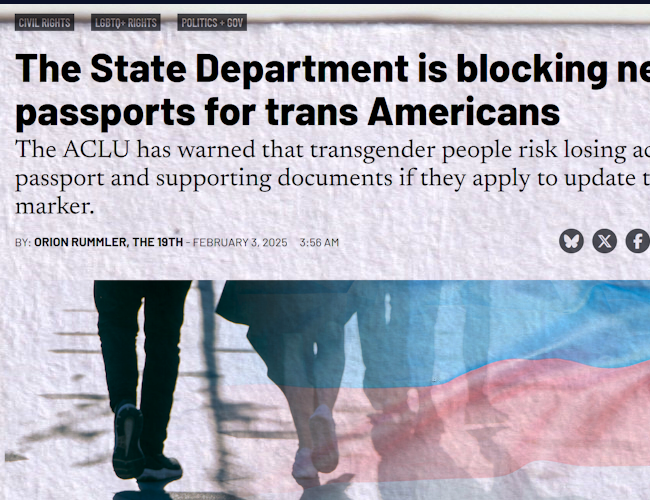 CIVIL RIGHTS LGBTQ+ RIGHTS POLITICS + GOV
The State Department is blocking
passports for trans Americans
The ACLU has warned that transgender people risk losing
passport and supporting documents if they apply to update
marker.
BY: ORION RUMMLER, THE 19TH - FEBRUARY 3, 2025 3:56 AM